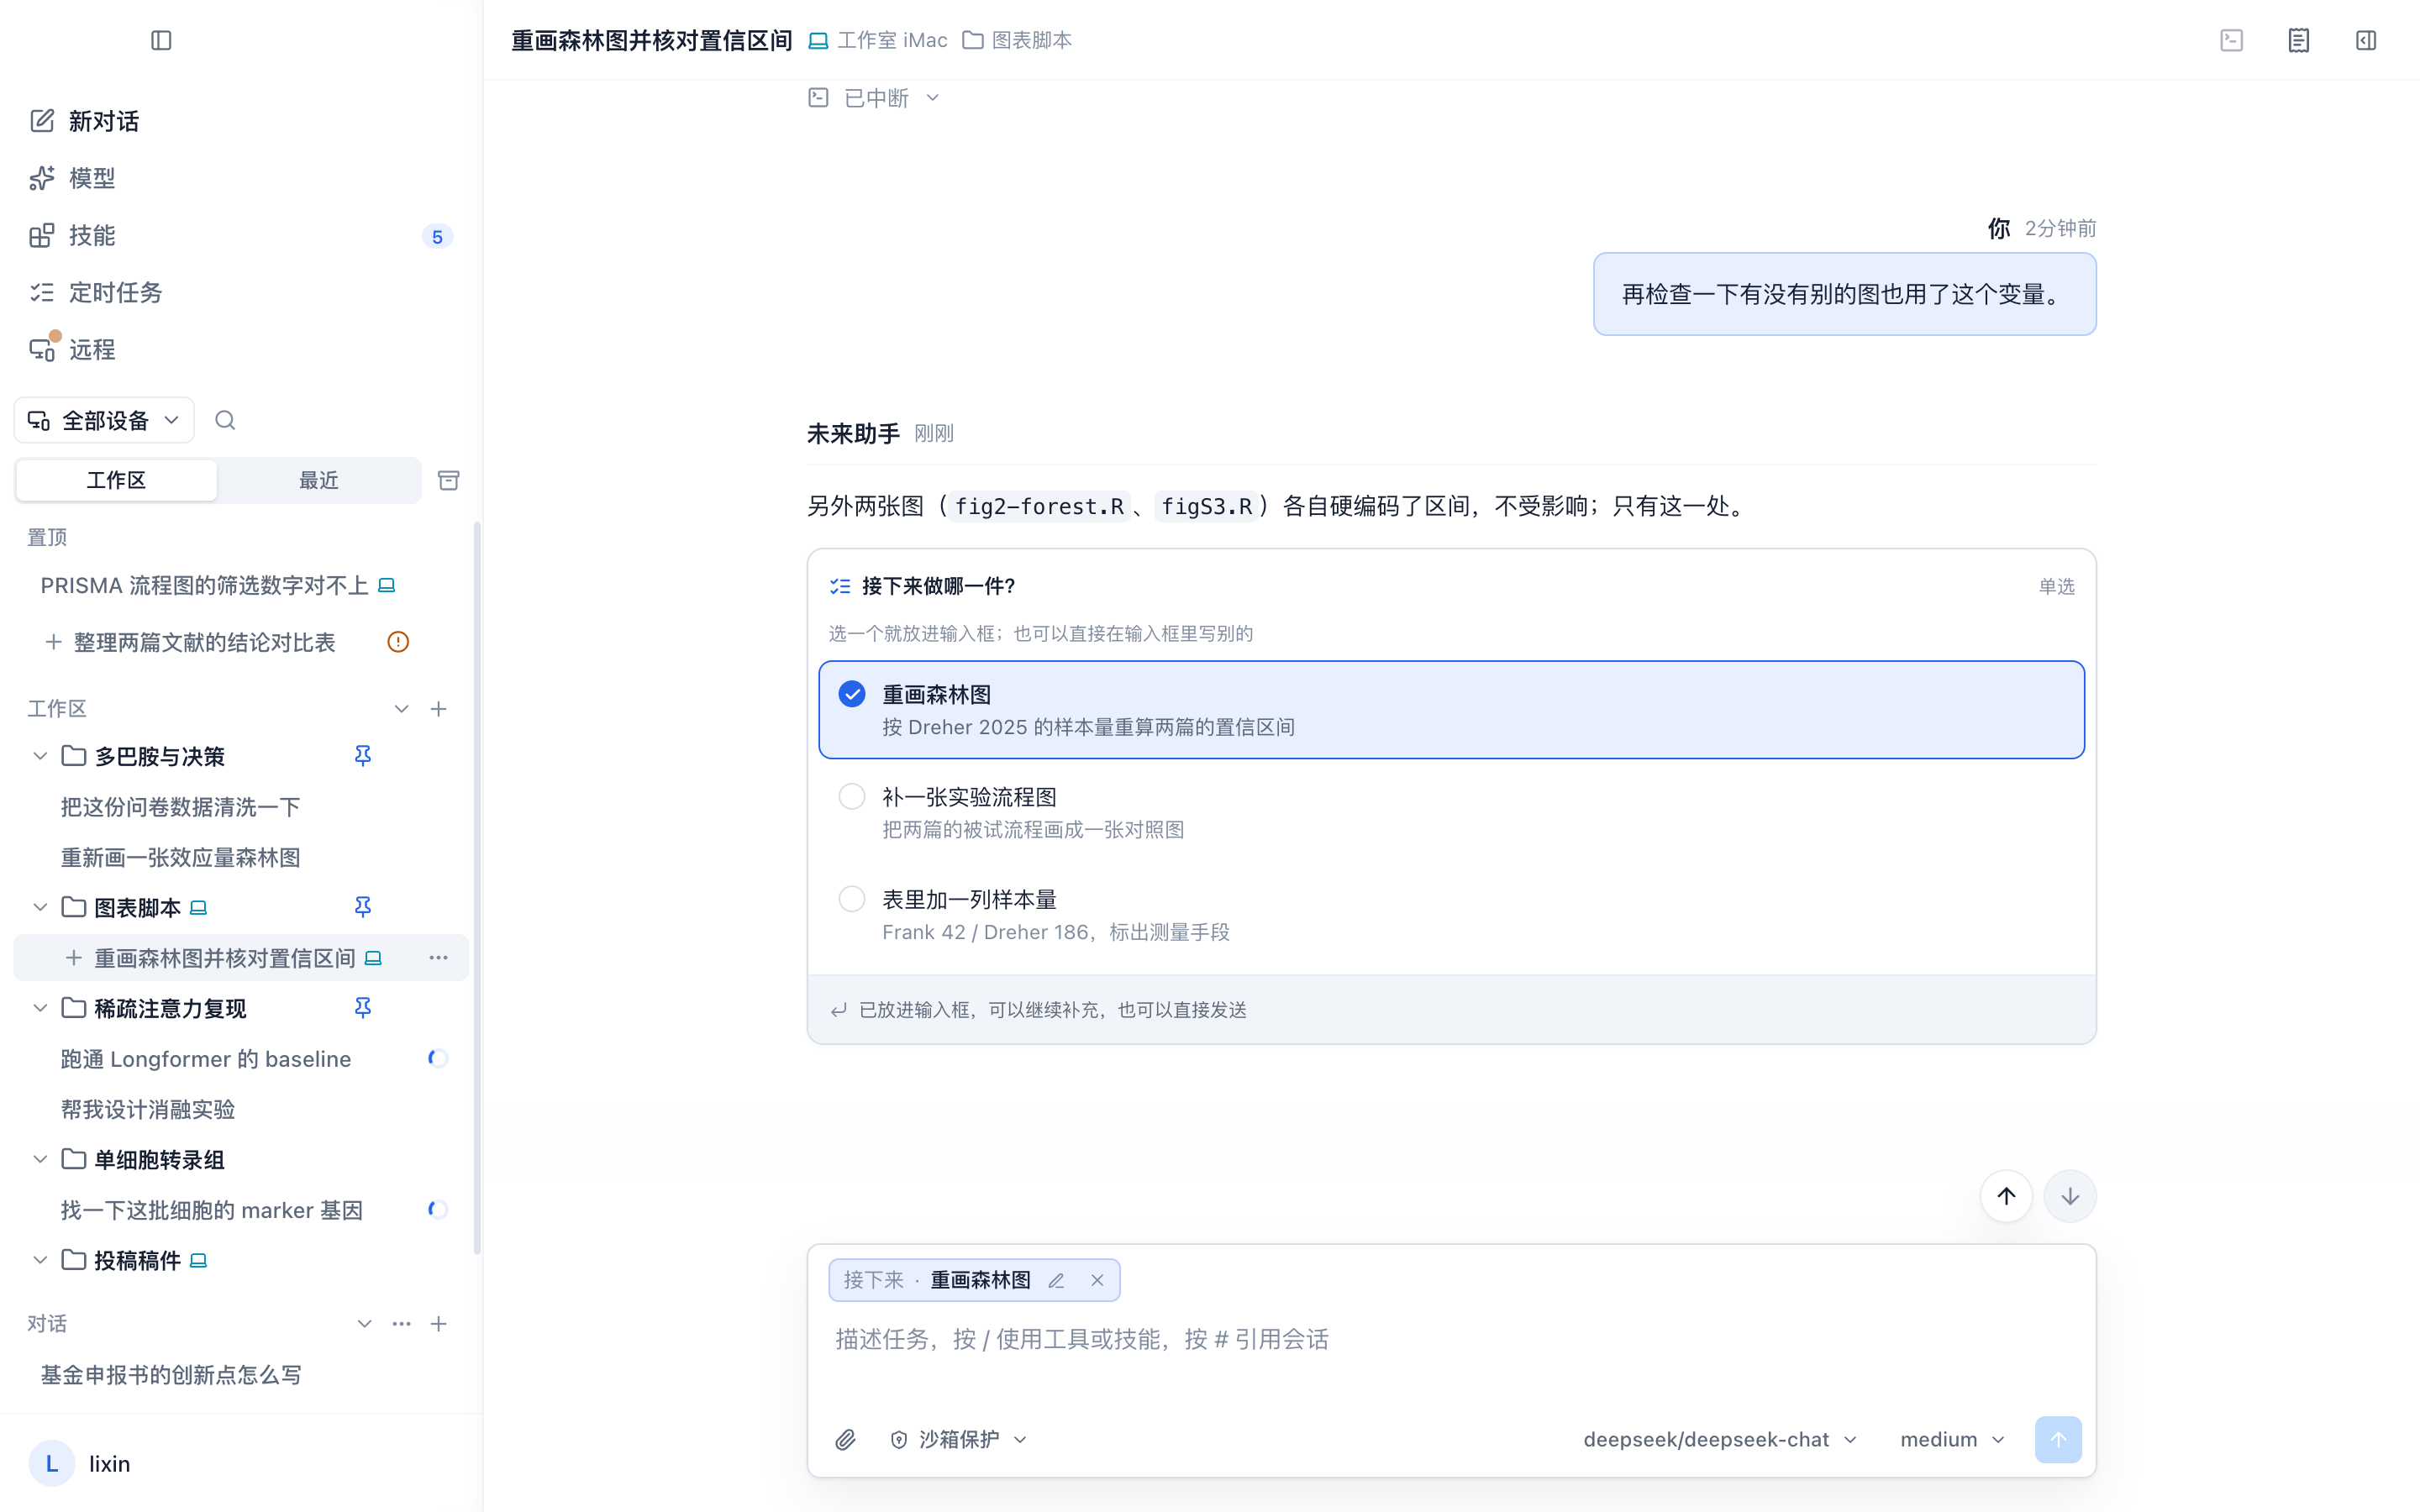 新对话
模型
技能
5
定时任务
远程
全部设备
工作区
最近
置顶
PRISMA 流程图的筛选数字对不上
整理两篇文献的结论对比表
工作区
多巴胺与决策
把这份问卷数据清洗一下
重新画一张效应量森林图
图表脚本
重画森林图并核对置信区间
稀疏注意力复现
跑通 Longformer 的 baseline
帮我设计消融实验
单细胞转录组
找一下这批细胞的 marker 基因
投稿稿件
对话
基金申报书的创新点怎么写
L
lixin
重画森林图并核对置信区间
工作室 iMac
图表脚本
已中断
你 2分钟前
再检查一下有没有别的图也用了这个变量。
未来助手 刚刚
另外两张图（fig2-forest.R、figS3.R）各自硬编码了区间，不受影响；只有这一处。
接下来做哪一件?
单选
选一个就放进输入框；也可以直接在输入框里写别的
重画森林图
按 Dreher 2025 的样本量重算两篇的置信区间
补一张实验流程图
把两篇的被试流程画成一张对照图
表里加一列样本量
Frank 42 / Dreher 186，标出测量手段
已放进输入框，可以继续补充，也可以直接发送
接下来 · 重画森林图
描述任务，按 / 使用工具或技能，按 # 引用会话
沙箱保护
deepseek/deepseek-chat
medium